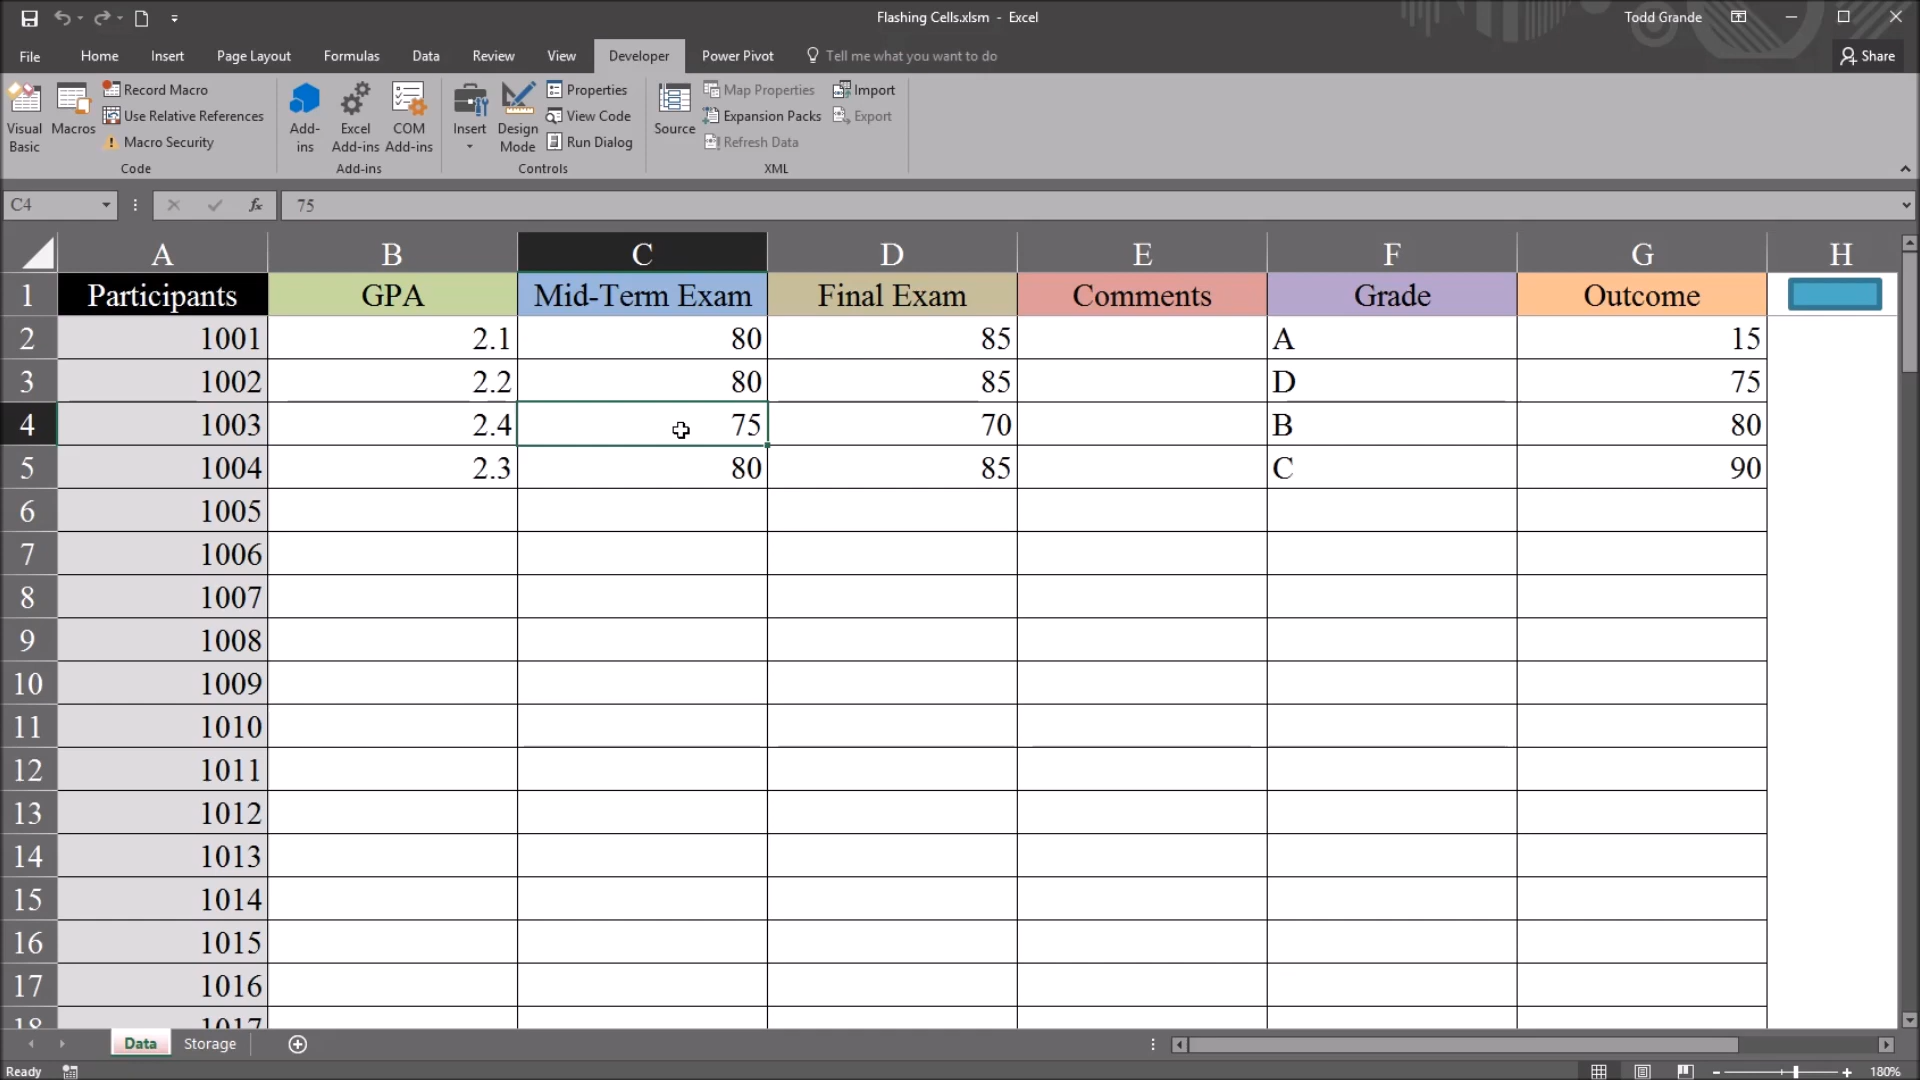 Flashing Cells.xlsm - Excel
Todd Grande
File Home Insert Page Layout Formulas Data Review View Developer Power Pivot Tell me what you want to do
Share
Visual Basic
Macros
Record Macro
Use Relative References
Macro Security
Code
Add-ins
Excel Add-ins
COM Add-ins
Add-ins
Insert
Design Mode
Properties
View Code
Run Dialog
Controls
Source
Map Properties
Expansion Packs
Refresh Data
Import
Export
XML
C4 fx 75
A B C D E F G H
1 Participants GPA Mid-Term Exam Final Exam Comments Grade Outcome
2 1001 2.1 80 85 A 15
3 1002 2.2 80 85 D 75
4 1003 2.4 75 70 B 80
5 1004 2.3 80 85 C 90
6 1005
7 1006
8 1007
9 1008
10 1009
11 1010
12 1011
13 1012
14 1013
15 1014
16 1015
17 1016
18 1017
Data Storage
Ready
180%